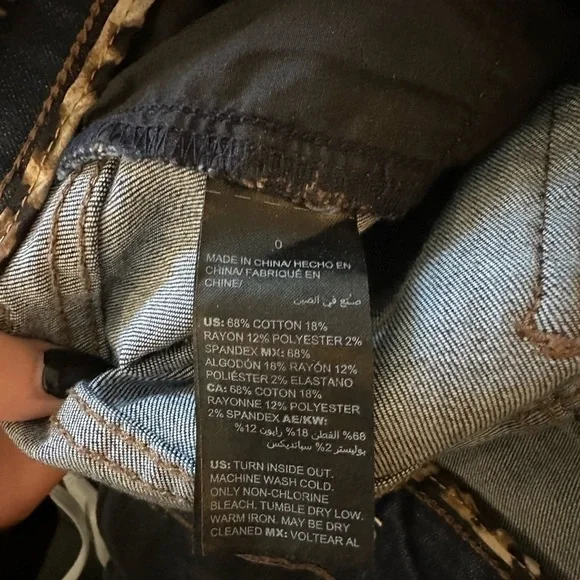 0
MADE IN CHINA/ HECHO EN
CHINA/ FABRIQUÉ EN
CHINE/
صنع في الصين
US: 68% COTTON 18%
RAYON 12% POLYESTER 2%
SPANDEX MX: 68%
ALGODÓN 18% RAYÓN 12%
POLIÉSTER 2% ELASTANO
CA: 68% COTON 18%
RAYONNE 12% POLYESTER
2% SPANDEX AE/KW:
68% القطن 18% رايون 12%
بوليستر 2% سباندیکس
US: TURN INSIDE OUT.
MACHINE WASH COLD.
ONLY NON-CHLORINE
BLEACH. TUMBLE DRY LOW.
WARM IRON. MAY BE DRY
CLEANED MX: VOLTEAR AL